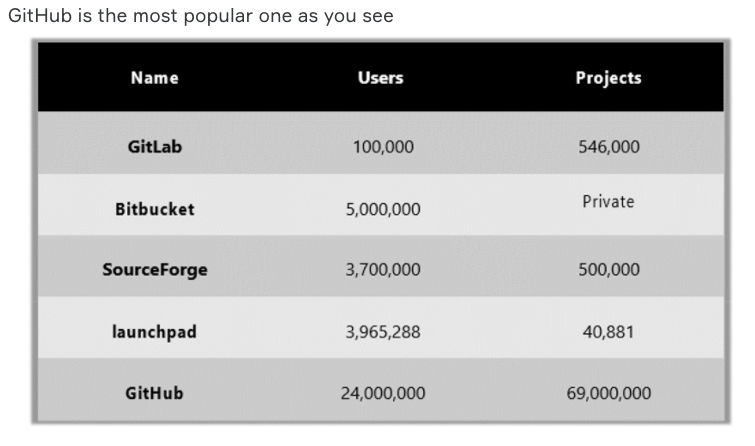 GitHub is the most popular one as you see
Name Users Projects
GitLab 100,000 546,000
Bitbucket 5,000,000 Private
SourceForge 3,700,000 500,000
launchpad 3,965,288 40,881
GitHub 24,000,000 69,000,000